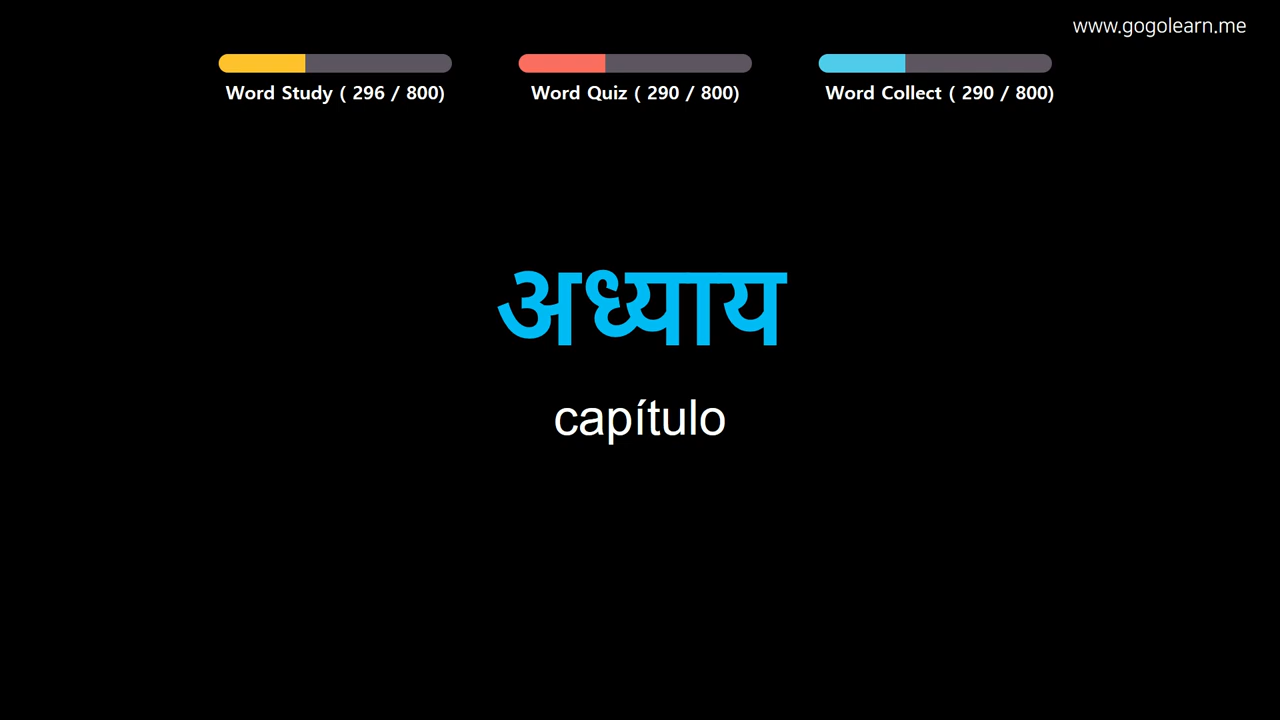 www.gogolearn.me
Word Study ( 296 / 800)
Word Quiz ( 290 / 800)
Word Collect ( 290 / 800)
अध्याय
capítulo